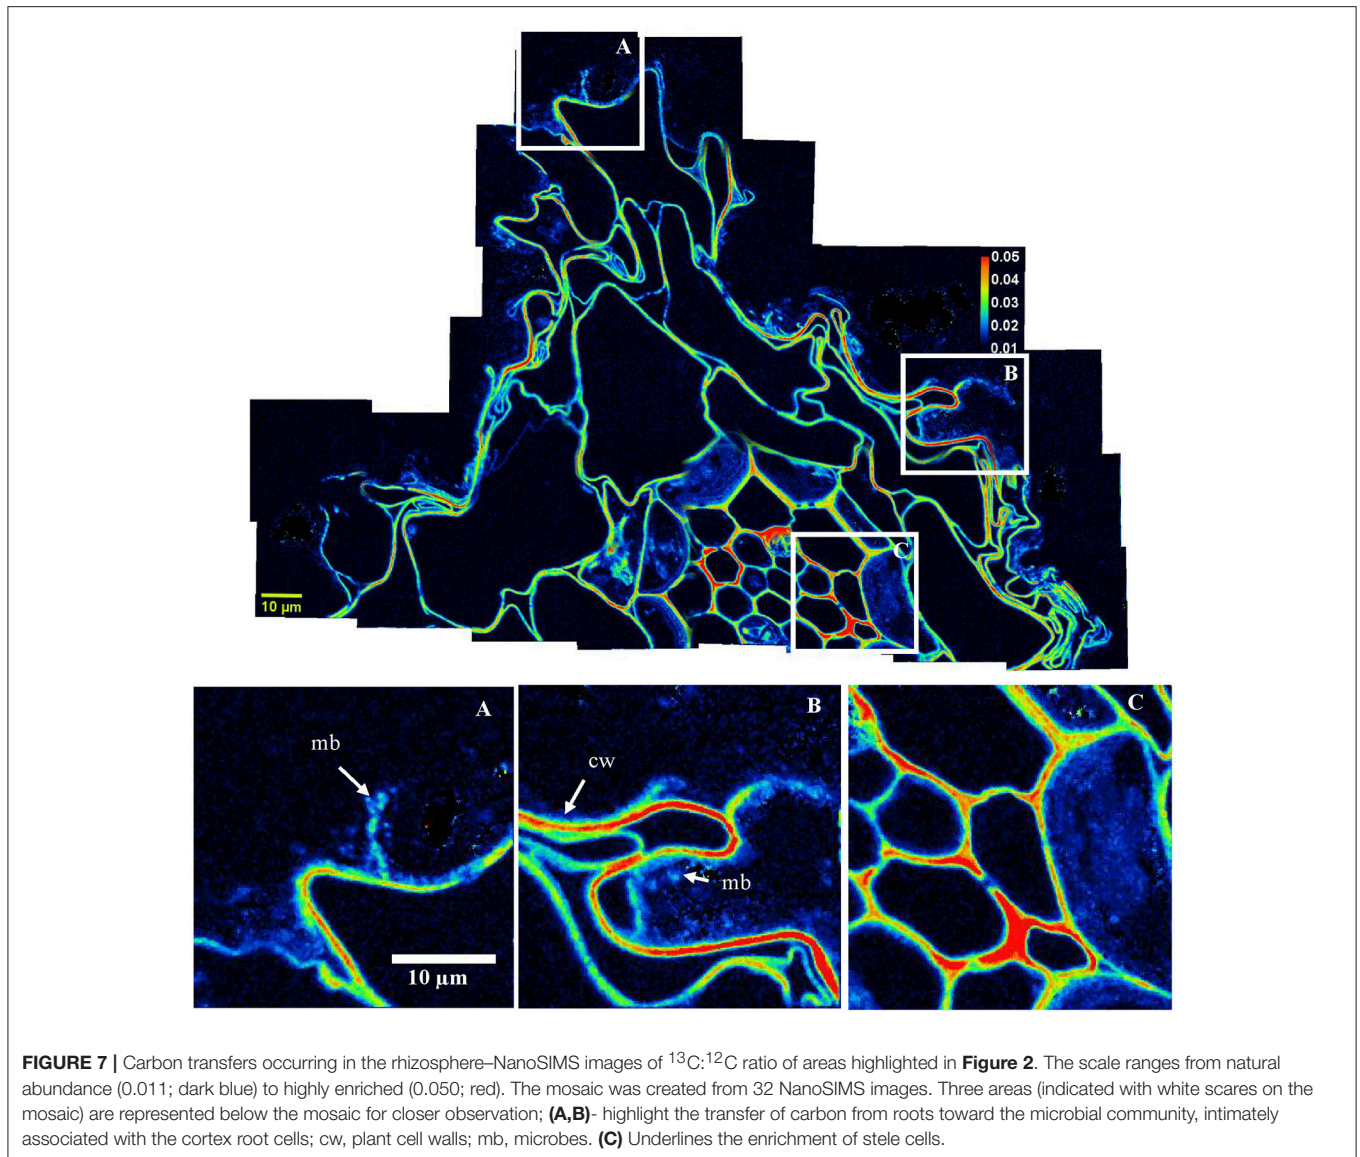 A
0.05
0.04
0.03
0.02
0.01
B
C
10 µm
A
mb
10 µm
B
cw
mb
C
FIGURE 7 | Carbon transfers occurring in the rhizosphere–NanoSIMS images of ¹³C:¹²C ratio of areas highlighted in Figure 2. The scale ranges from natural
abundance (0.011; dark blue) to highly enriched (0.050; red). The mosaic was created from 32 NanoSIMS images. Three areas (indicated with white scares on the
mosaic) are represented below the mosaic for closer observation; (A,B)- highlight the transfer of carbon from roots toward the microbial community, intimately
associated with the cortex root cells; cw, plant cell walls; mb, microbes. (C) Underlines the enrichment of stele cells.